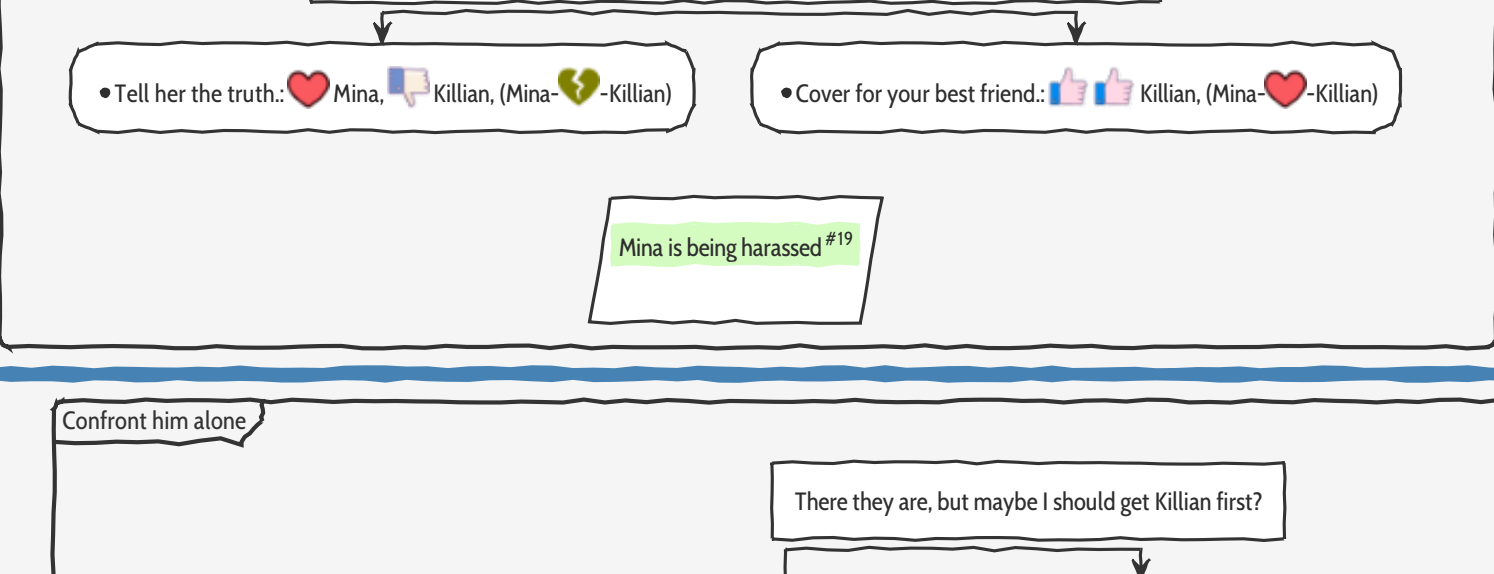 •Tell her the truth.: Mina, Killian, (Mina--Killian)
•Cover for your best friend.: Killian, (Mina--Killian)
Mina is being harassed #19
Confront him alone
There they are, but maybe I should get Killian first?